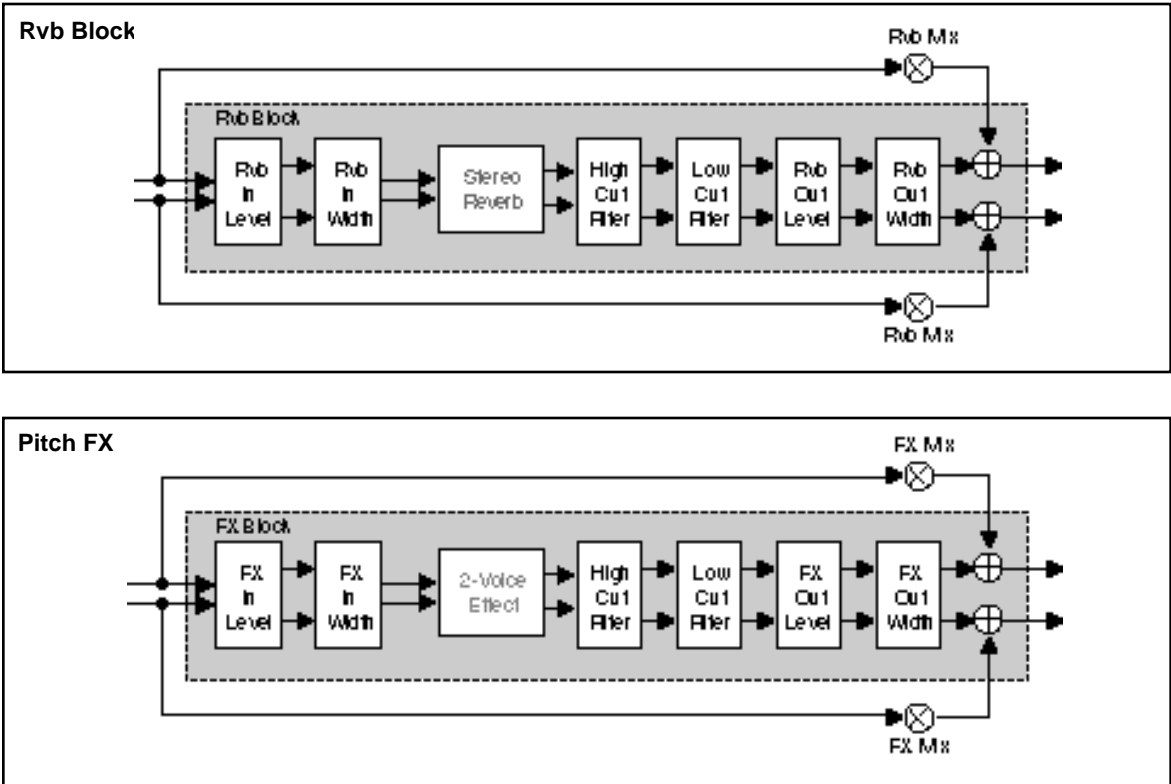 Rvb Block
Rvb Mix
Rvb Block
Rvb
In
Level
Rvb
In
Width
Stereo
Reverb
High
Cut
Filter
Low
Cut
Filter
Rvb
Out
Level
Rvb
Out
Width
Rvb Mix
Pitch FX
FX Mix
FX Block
FX
In
Level
FX
In
Width
2-Voice
Effect
High
Cut
Filter
Low
Cut
Filter
FX
Out
Level
FX
Out
Width
FX Mix